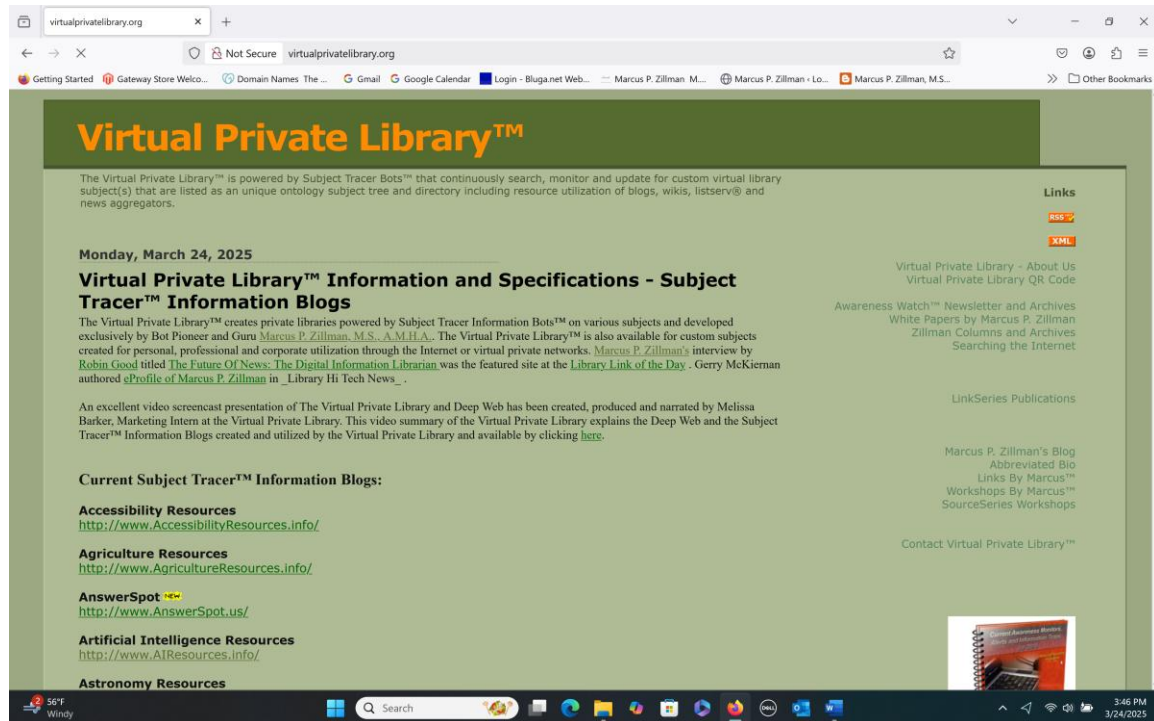 virtualprivatelibrary.org
Not Secure virtualprivatelibrary.org
Getting Started Gateway Store Welco... Domain Names The ... Gmail Google Calendar Login - Bluga.net Web... Marcus P. Zillman M... Marcus P. Zillman ‹ Lo... Marcus P. Zillman, M.S... Other Bookmarks
Virtual Private Library™
The Virtual Private Library™ is powered by Subject Tracer Bots™ that continuously search, monitor and update for custom virtual library
subject(s) that are listed as an unique ontology subject tree and directory including resource utilization of blogs, wikis, listserv® and
news aggregators.
Monday, March 24, 2025
Virtual Private Library™ Information and Specifications - Subject
Tracer™ Information Blogs
The Virtual Private Library™ creates private libraries powered by Subject Tracer Information Bots™ on various subjects and developed
exclusively by Bot Pioneer and Guru Marcus P. Zillman, M.S., A.M.H.A.. The Virtual Private Library™ is also available for custom subjects
created for personal, professional and corporate utilization through the Internet or virtual private networks. Marcus P. Zillman's interview by
Robin Good titled The Future Of News: The Digital Information Librarian was the featured site at the Library Link of the Day . Gerry McKiernan
authored eProfile of Marcus P. Zillman in _Library Hi Tech News_ .
An excellent video screencast presentation of The Virtual Private Library and Deep Web has been created, produced and narrated by Melissa
Barker, Marketing Intern at the Virtual Private Library. This video summary of the Virtual Private Library explains the Deep Web and the Subject
Tracer™ Information Blogs created and utilized by the Virtual Private Library and available by clicking here.
Current Subject Tracer™ Information Blogs:
Accessibility Resources
http://www.AccessibilityResources.info/
Agriculture Resources
http://www.AgricultureResources.info/
AnswerSpot NEW
http://www.AnswerSpot.us/
Artificial Intelligence Resources
http://www.AIResources.info/
Astronomy Resources
Links
RSS
XML
Virtual Private Library - About Us
Virtual Private Library QR Code
Awareness Watch™ Newsletter and Archives
White Papers by Marcus P. Zillman
Zillman Columns and Archives
Searching the Internet
LinkSeries Publications
Marcus P. Zillman's Blog
Abbreviated Bio
Links By Marcus™
Workshops By Marcus™
SourceSeries Workshops
Contact Virtual Private Library™
2
56°F
Windy
Search
DELL
3:46 PM
3/24/2025